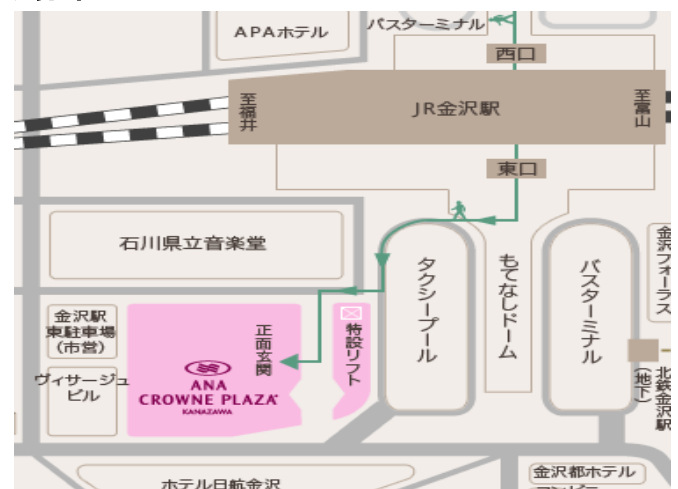 APAホテル
バスターミナル
西口
至福井
JR金沢駅
至富山
東口
石川県立音楽堂
タクシープール
もてなしドーム
バスターミナル
金沢フォーラス
金沢駅
東駐車場
(市営)
正面玄関
特設リフト
ANA
CROWNE PLAZA
KANAZAWA
ヴィサージュ
ビル
北鉄金沢駅
(地下)
ホテル日航金沢
金沢都ホテル